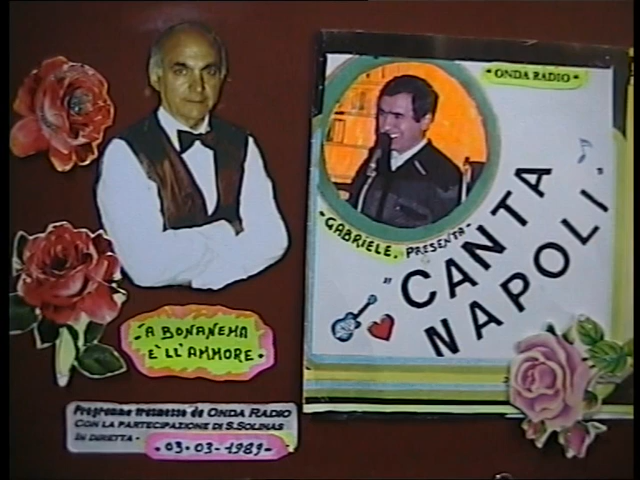 "ONDA RADIO"
"GABRIELE, PRESENTA"
"CANTA
NAPOLI"
-A BONANEMA
E' LL'AMMORE-
Programma trasmesso da ONDA RADIO
CON LA PARTECIPAZIONE DI S.SOLINAS
IN DIRETTA -
-03-03-1989-